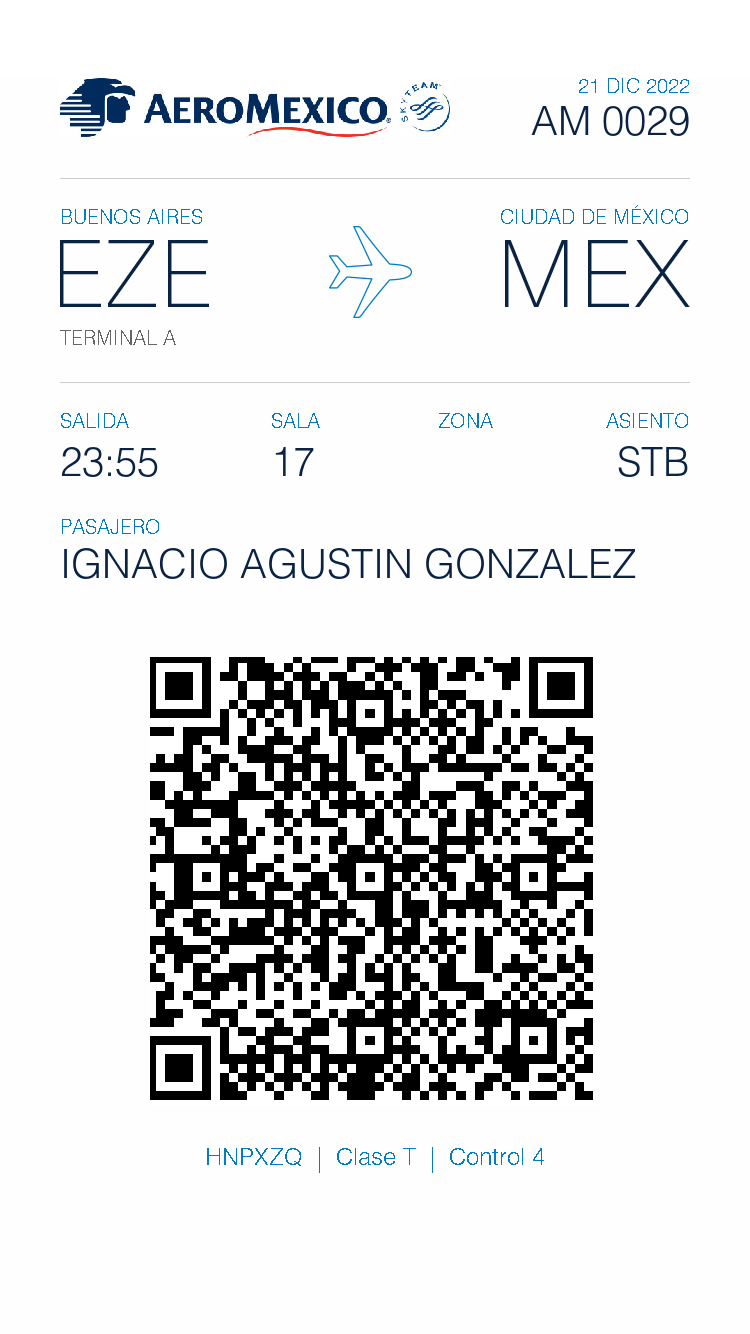 AEROMEXICO
SKYTEAM
21 DIC 2022
AM 0029
BUENOS AIRES
CIUDAD DE MÉXICO
EZE
MEX
TERMINAL A
SALIDA SALA ZONA ASIENTO
23:55 17 STB
PASAJERO
IGNACIO AGUSTIN GONZALEZ
HNPXZQ | Clase T | Control 4